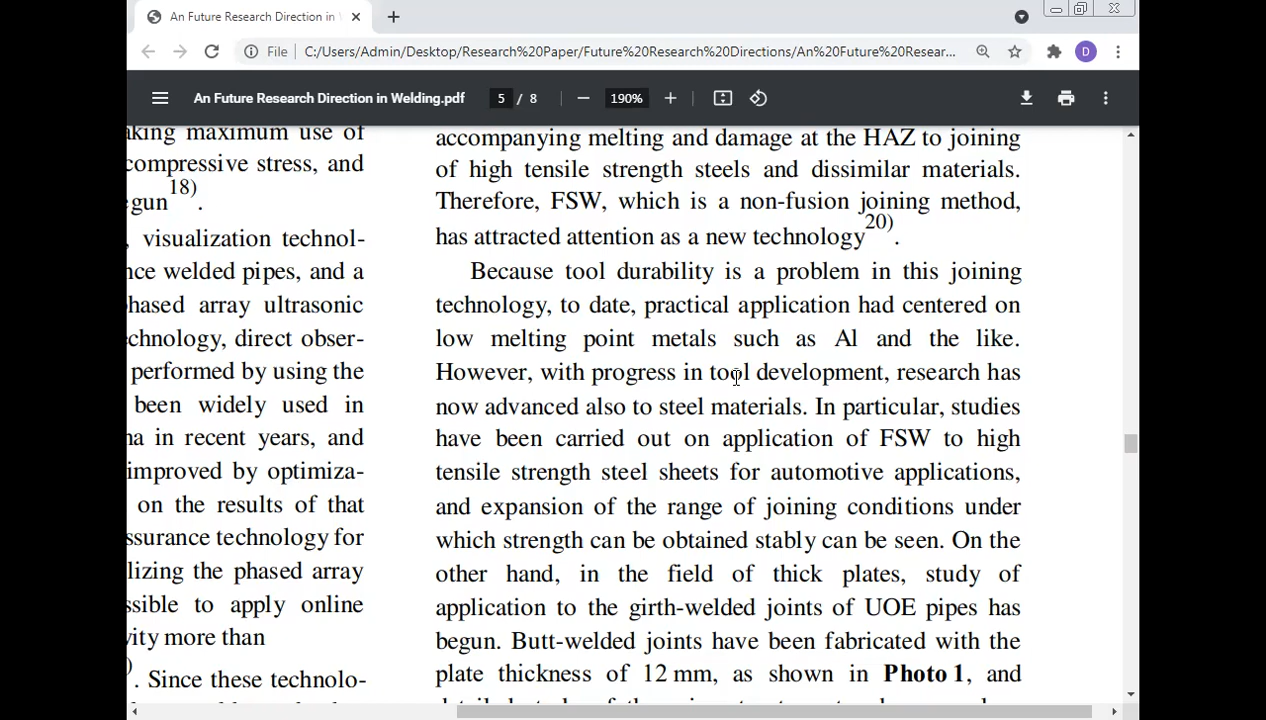 An Future Research Direction in
File C:/Users/Admin/Desktop/Research%20Paper/Future%20Research%20Directions/An%20Future%20Resear...
D
An Future Research Direction in Welding.pdf 5 / 8 190%
aking maximum use of
compressive stress, and
egun18).
, visualization technol-
nce welded pipes, and a
phased array ultrasonic
echnology, direct obser-
performed by using the
been widely used in
na in recent years, and
improved by optimiza-
on the results of that
ssurance technology for
lizing the phased array
ssible to apply online
vity more than
). Since these technolo-
accompanying melting and damage at the HAZ to joining
of high tensile strength steels and dissimilar materials.
Therefore, FSW, which is a non-fusion joining method,
has attracted attention as a new technology20).
Because tool durability is a problem in this joining
technology, to date, practical application had centered on
low melting point metals such as Al and the like.
However, with progress in tool development, research has
now advanced also to steel materials. In particular, studies
have been carried out on application of FSW to high
tensile strength steel sheets for automotive applications,
and expansion of the range of joining conditions under
which strength can be obtained stably can be seen. On the
other hand, in the field of thick plates, study of
application to the girth-welded joints of UOE pipes has
begun. Butt-welded joints have been fabricated with the
plate thickness of 12 mm, as shown in Photo 1, and